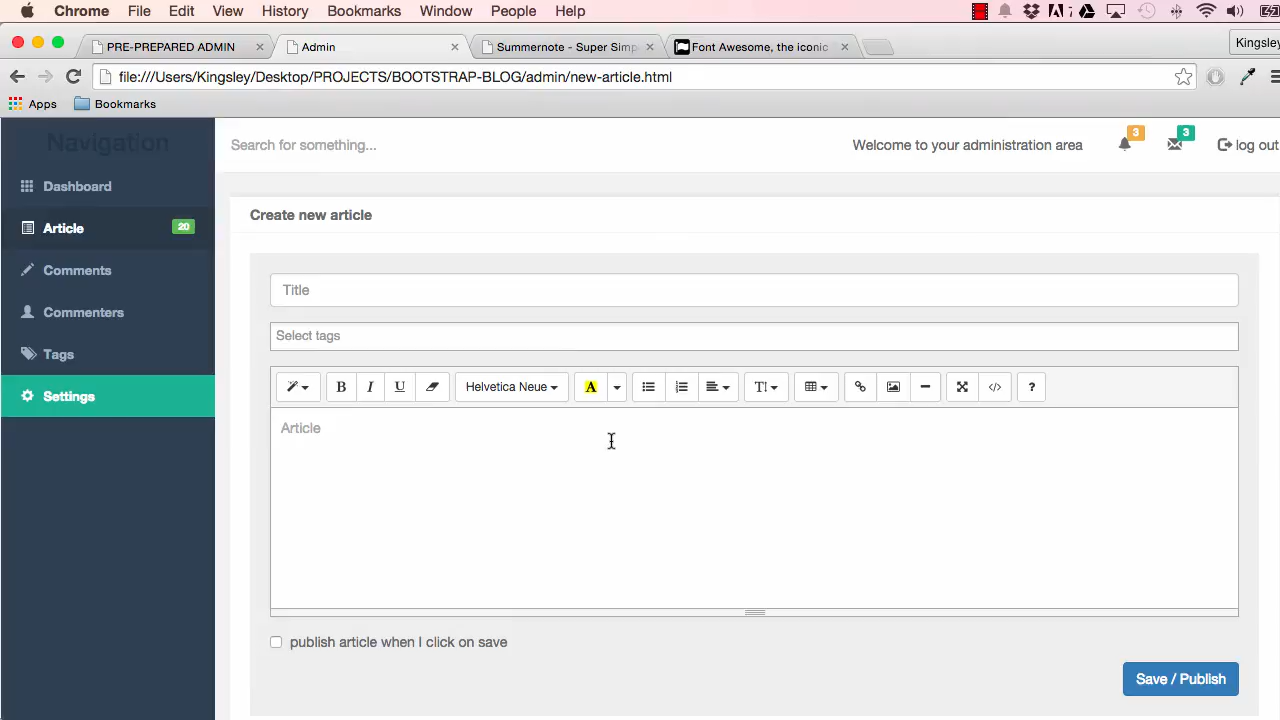 Chrome File Edit View History Bookmarks Window People Help
PRE-PREPARED ADMIN Admin Summernote - Super Simp Font Awesome, the iconic Kingsley
file:///Users/Kingsley/Desktop/PROJECTS/BOOTSTRAP-BLOG/admin/new-article.html
Apps Bookmarks
Navigation
Search for something... Welcome to your administration area 3 3 log out
Dashboard
Article 20
Comments
Commenters
Tags
Settings
Create new article
Title
Select tags
B I U Helvetica Neue A T! </> ?
Article
publish article when I click on save
Save / Publish